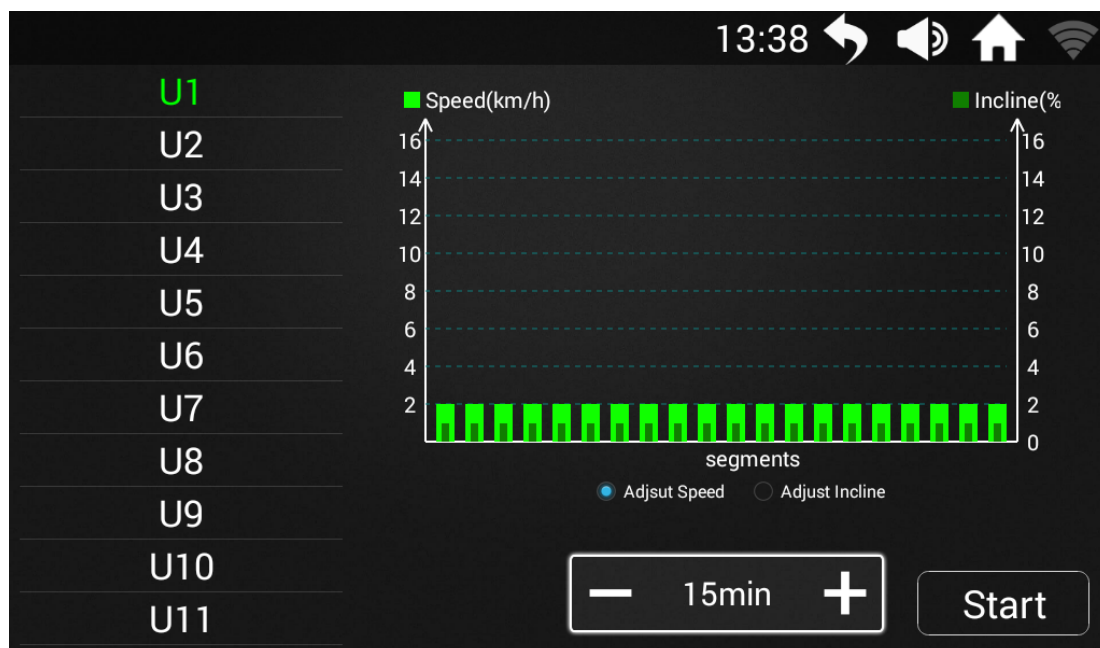 13:38
U1
U2
U3
U4
U5
U6
U7
U8
U9
U10
U11
Speed(km/h)
Incline(%
16
14
12
10
8
6
4
2
16
14
12
10
8
6
4
2
0
segments
Adjsut Speed
Adjust Incline
15min
Start